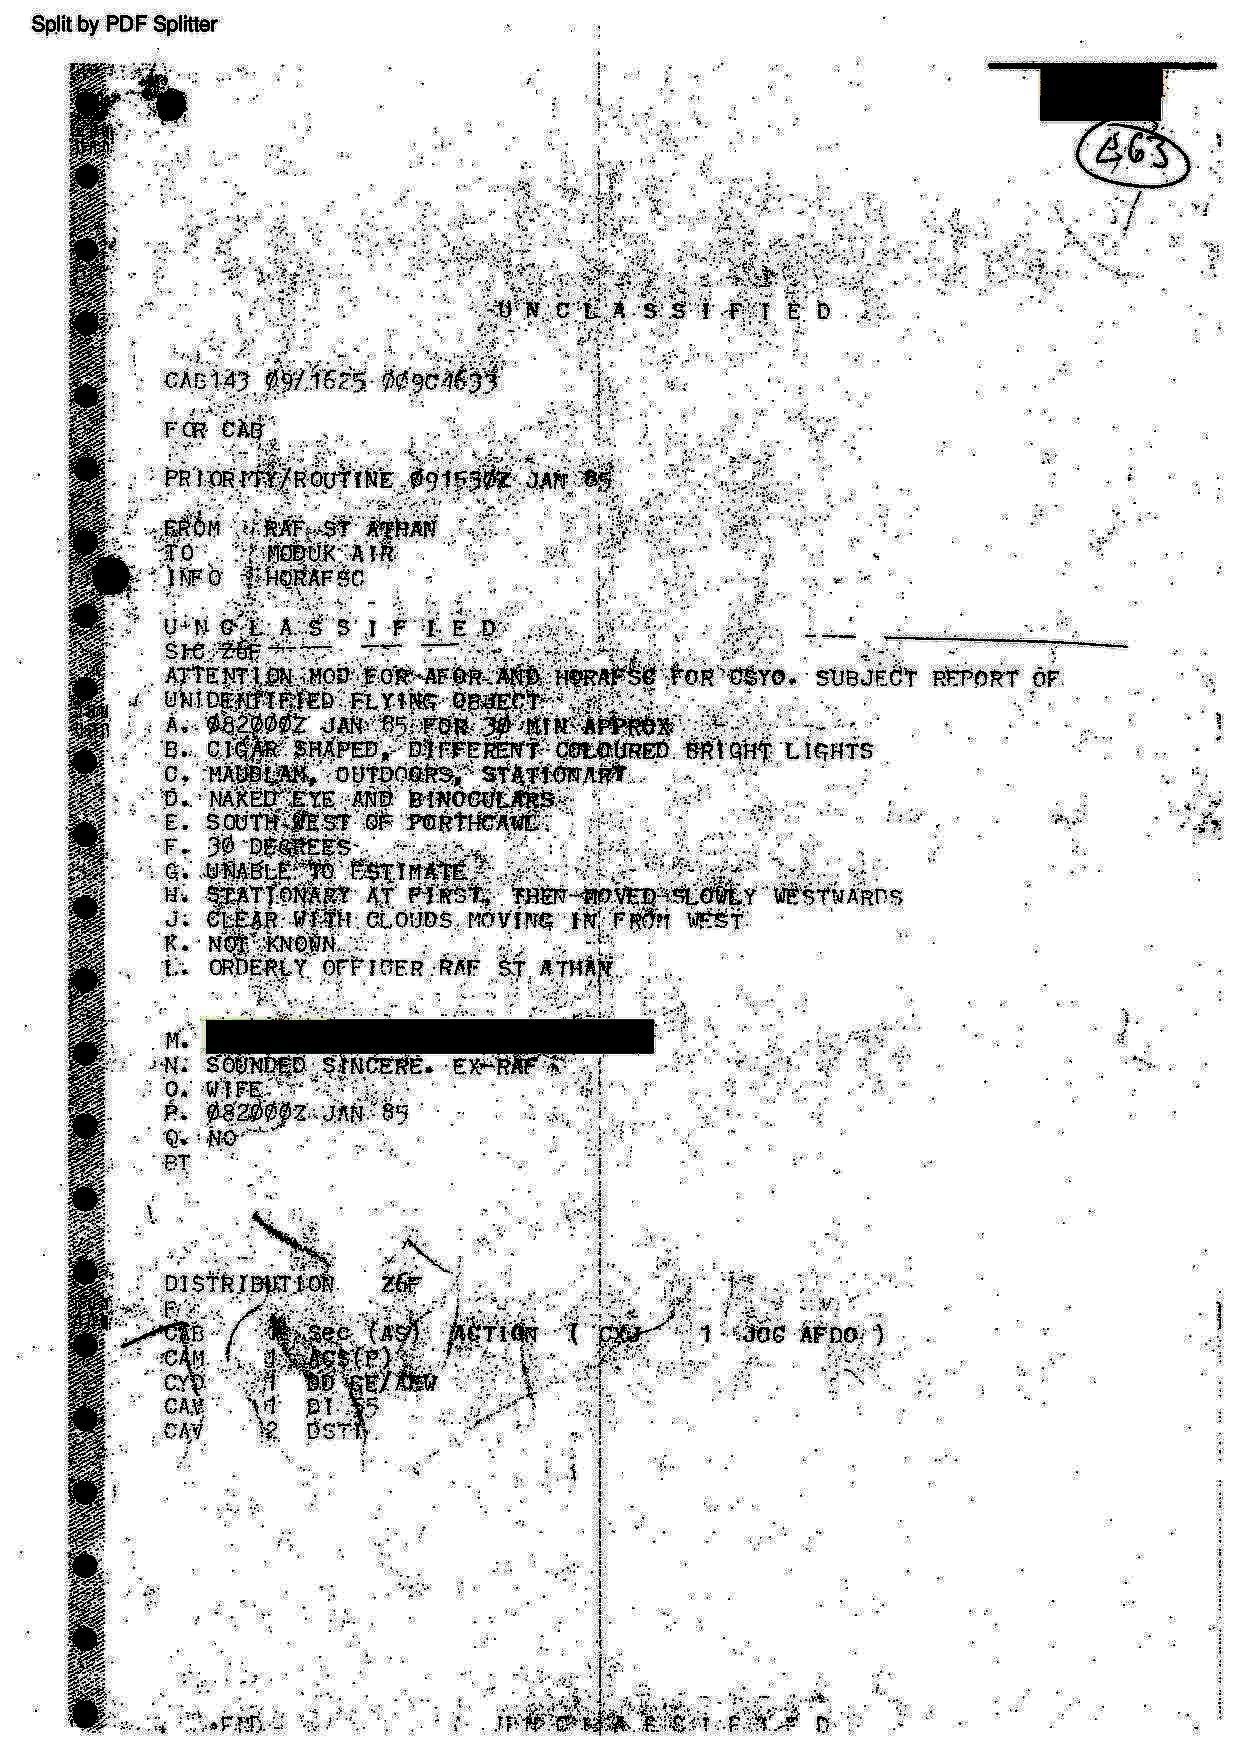 Split by PDF Splitter
B63
U N C L A S S I F I E D
CAB143 09/1625 009C4633
FOR CAB
PRIORITY/ROUTINE 091530Z JAN 85
FROM RAF ST ATHAN
TO MODUK AIR
INFO HQRAFSC
U N C L A S S I F I E D
SIC Z6F
ATTENTION MOD FOR AFOR AND HQRAFSC FOR CSYO. SUBJECT REPORT OF
UNIDENTIFIED FLYING OBJECT
A. 082000Z JAN 85 FOR 30 MIN APPROX
B. CIGAR SHAPED, DIFFERENT COLOURED BRIGHT LIGHTS
C. MAUDLAM, OUTDOORS, STATIONART
D. NAKED EYE AND BINOCULARS
E. SOUTH WEST OF PORTHCAWL
F. 30 DEGREES
G. UNABLE TO ESTIMATE
H. STATIONARY AT FIRST, THEN MOVED SLOWLY WESTWARDS
J. CLEAR WITH CLOUDS MOVING IN FROM WEST
K. NOT KNOWN
L. ORDERLY OFFICER RAF ST ATHAN
M.
N. SOUNDED SINCERE. EX-RAF
O. WIFE
P. 082000Z JAN 85
Q. NO
BT
DISTRIBUTION Z6F
F
CAB 1 Sec (AS) ACTION ( CXJ 1 JOC AFDO )
CAM 1 ACS(P)
CYD 1 DD GE/AEW
CAV 1 DI 55
CAV 2 DSTI
U N C L A S S I F I E D